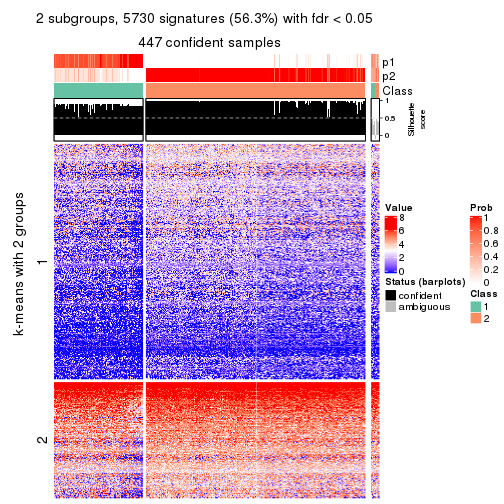 2 subgroups, 5730 signatures (56.3%) with fdr < 0.05
447 confident samples
p1
p2
Class
1
0.5
0
Silhouette
score
k-means with 2 groups
1
2
Value
8
6
4
2
0
Status (barplots)
confident
ambiguous
Prob
1
0.8
0.6
0.4
0.2
0
Class
1
2